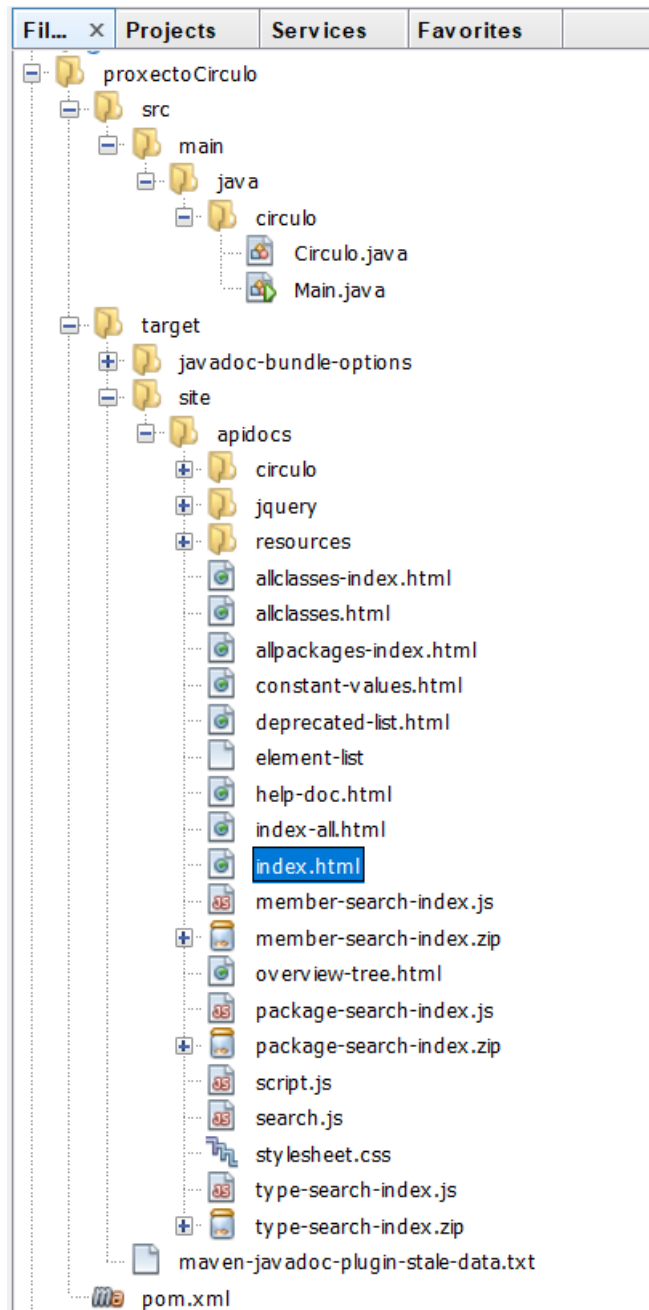 Fil... × Projects Services Favorites
proxectoCirculo
src
main
java
circulo
Circulo.java
Main.java
target
javadoc-bundle-options
site
apidocs
circulo
jquery
resources
allclasses-index.html
allclasses.html
allpackages-index.html
constant-values.html
deprecated-list.html
element-list
help-doc.html
index-all.html
index.html
member-search-index.js
member-search-index.zip
overview-tree.html
package-search-index.js
package-search-index.zip
script.js
search.js
stylesheet.css
type-search-index.js
type-search-index.zip
maven-javadoc-plugin-stale-data.txt
pom.xml